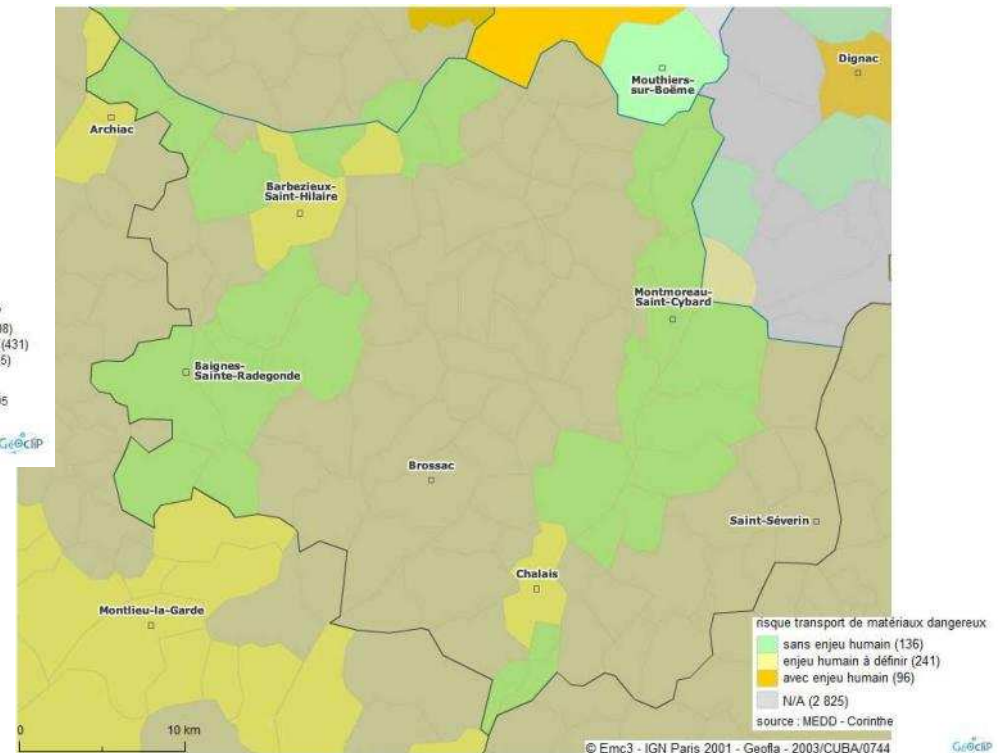 Dignac
Mouthiers-
sur-Boëme
Archiac
Barbezieux-
Saint-Hilaire
Montmoreau-
Saint-Cybard
(431)
Baignes-
Sainte-Radegonde
GéoclIP
Brossac
Saint-Séverin
Chalais
Montlieu-la-Garde
risque transport de matériaux dangereux
sans enjeu humain (136)
enjeu humain à définir (241)
avec enjeu humain (96)
N/A (2 825)
source : MEDD - Corinthe
0 10 km
© Emc3 - IGN Paris 2001 - Geofla - 2003/CUBA/0744
GéoclIP